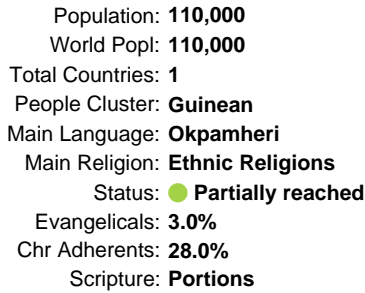 Population: 110,000
World Popl: 110,000
Total Countries: 1
People Cluster: Guinean
Main Language: Okpamheri
Main Religion: Ethnic Religions
Status: Partially reached
Evangelicals: 3.0%
Chr Adherents: 28.0%
Scripture: Portions